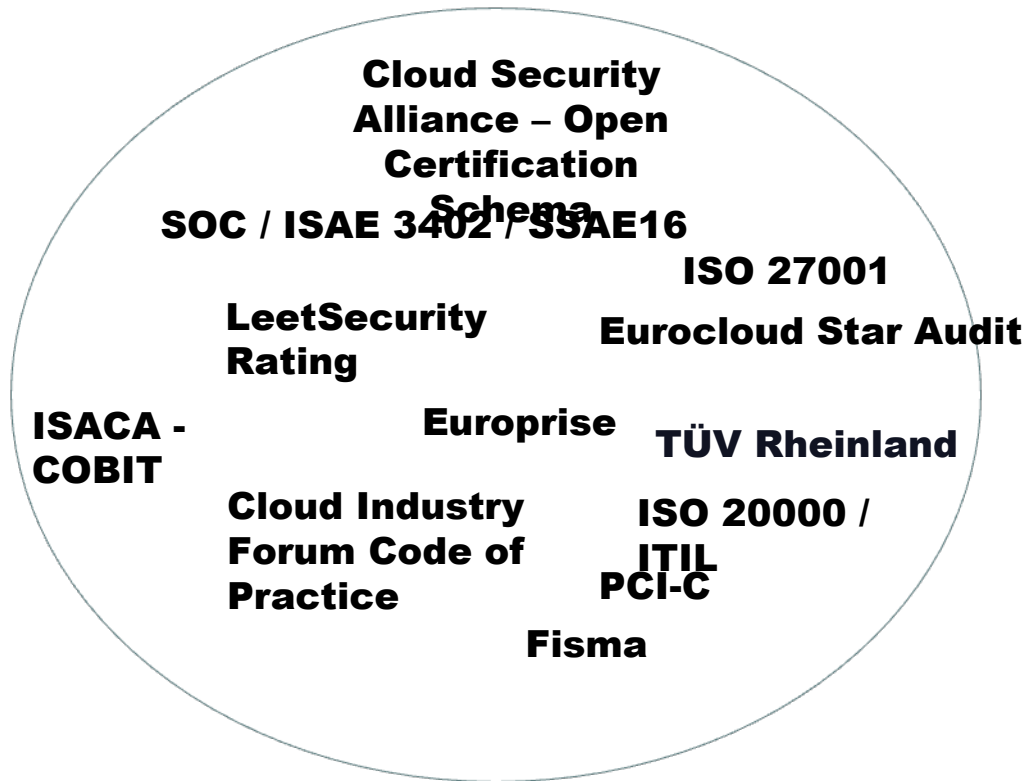 Cloud Security
Alliance – Open
Certification
Schema
SOC / ISAE 3402 / SSAE16
ISO 27001
LeetSecurity
Rating
Eurocloud Star Audit
ISACA -
COBIT
Europrise
TÜV Rheinland
Cloud Industry
Forum Code of
Practice
ISO 20000 /
ITIL
PCI-C
Fisma